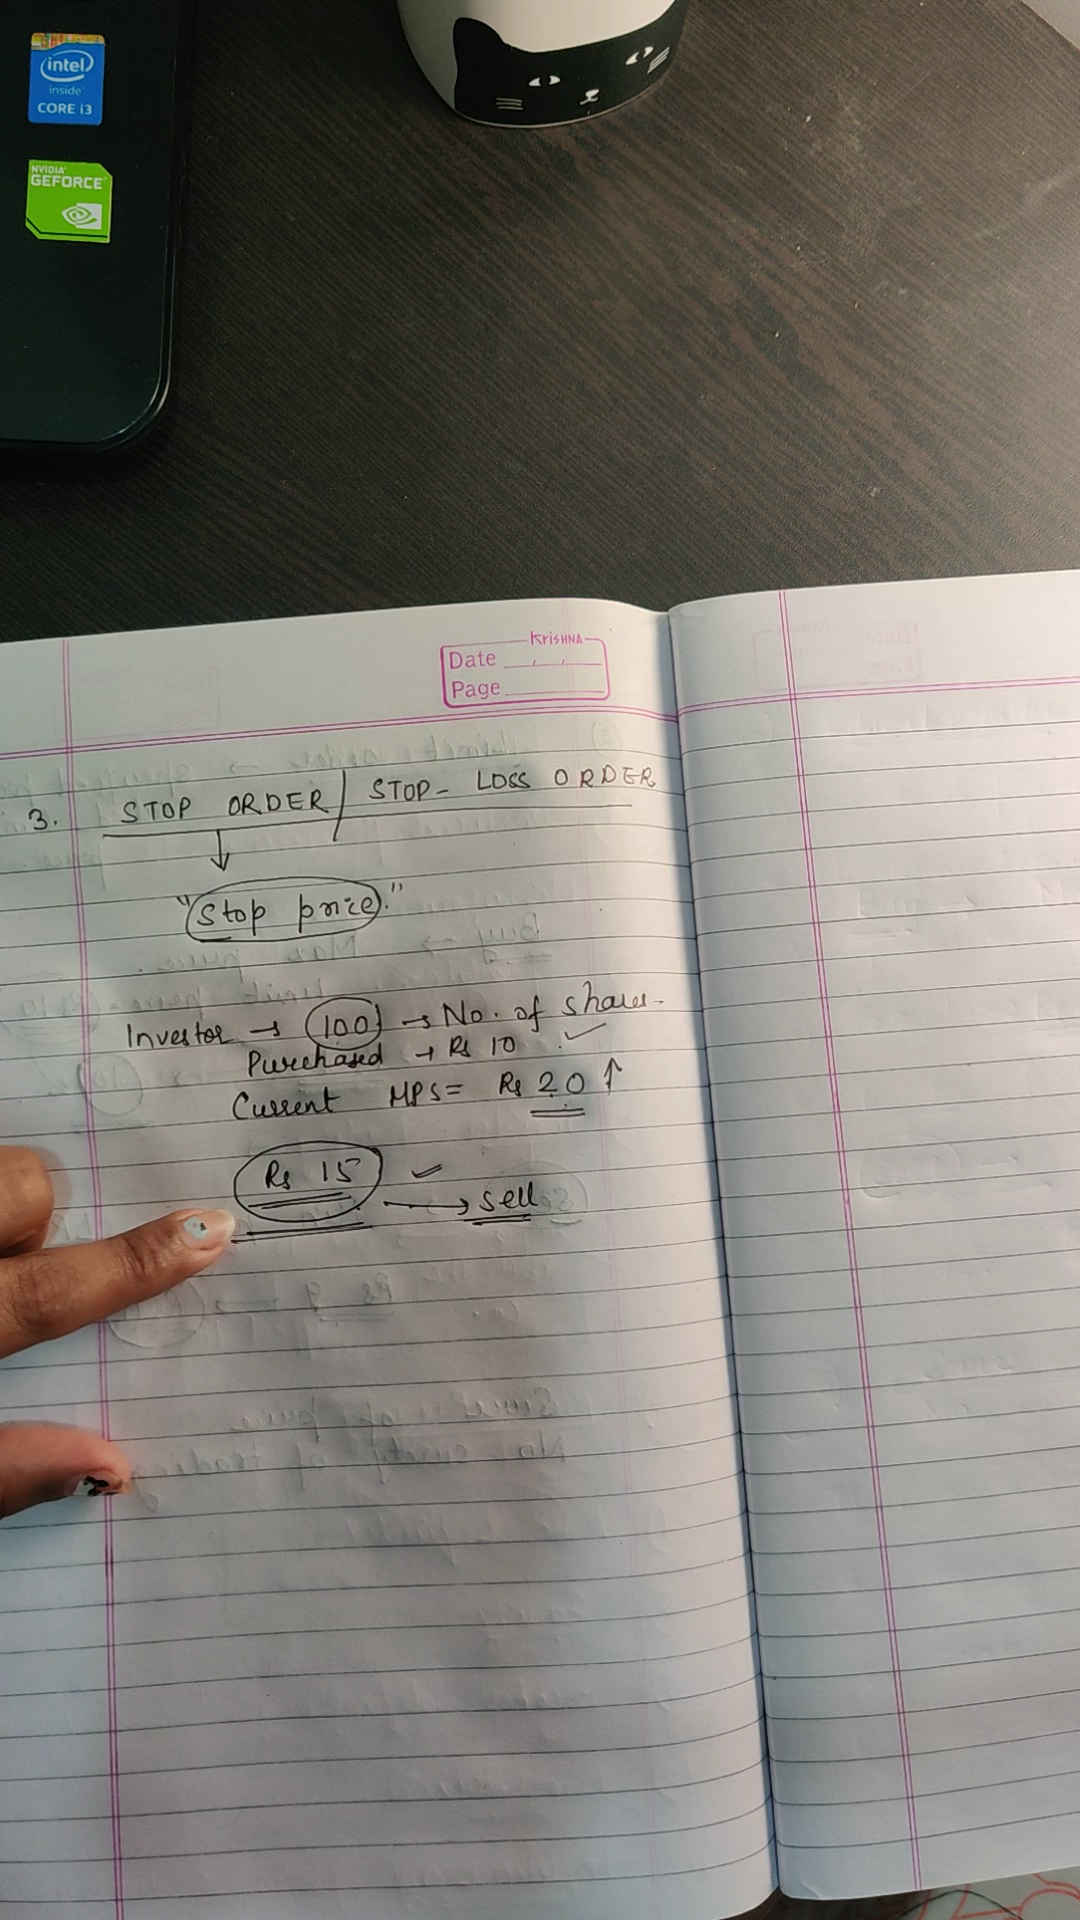 intel
inside
CORE i3
NVIDIA
GEFORCE
KRISHNA
Date
Page
3. STOP ORDER / STOP- LOSS ORDER
"Stop price."
Investor → 100 → No. of shares.
Purchased → Rs 10
Current MPS = Rs 20 ↑
Rs 15 → sell